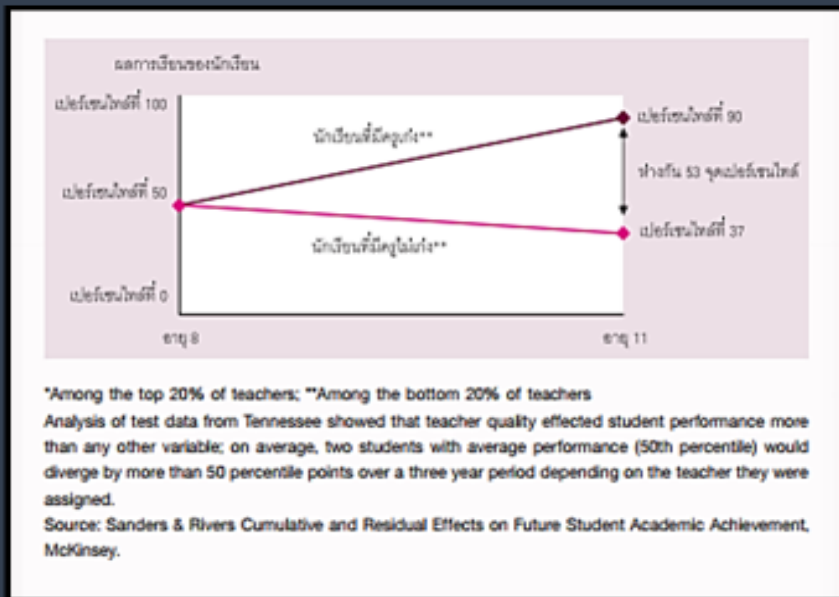 ผลการเรียนของนักเรียน
เปอร์เซนไทล์ที่ 100
เปอร์เซนไทล์ที่ 90
นักเรียนที่มีครูเก่ง**
ห่างกัน 53 จุดเปอร์เซนไทล์
เปอร์เซนไทล์ที่ 50
เปอร์เซนไทล์ที่ 37
นักเรียนที่มีครูไม่เก่ง**
เปอร์เซนไทล์ที่ 0
อายุ 8
อายุ 11
*Among the top 20% of teachers; **Among the bottom 20% of teachers
Analysis of test data from Tennessee showed that teacher quality effected student performance more
than any other variable; on average, two students with average performance (50th percentile) would
diverge by more than 50 percentile points over a three year period depending on the teacher they were
assigned.
Source: Sanders & Rivers Cumulative and Residual Effects on Future Student Academic Achievement,
McKinsey.